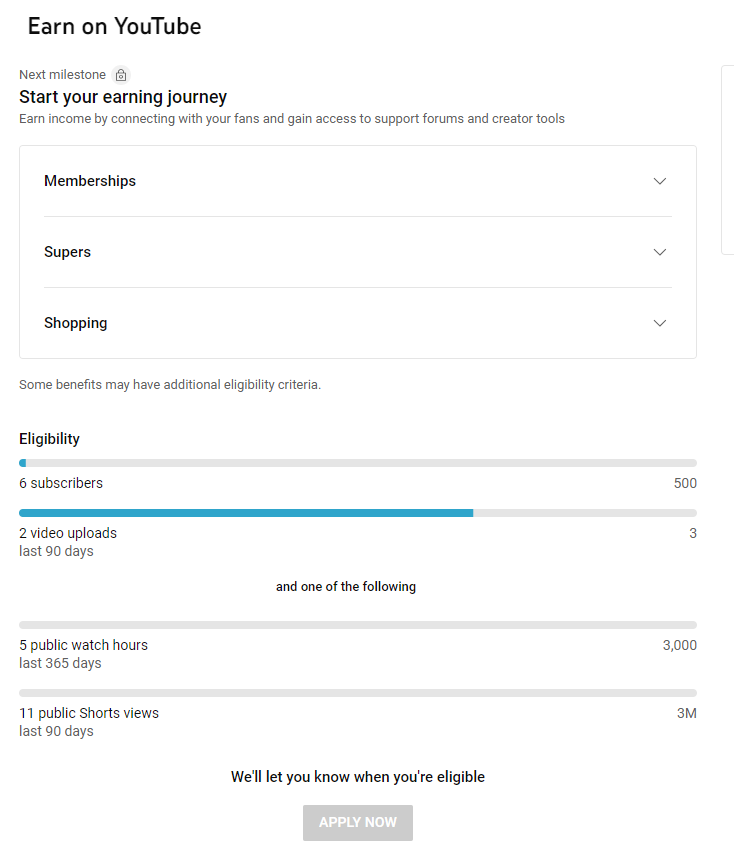 Earn on YouTube
Next milestone
Start your earning journey
Earn income by connecting with your fans and gain access to support forums and creator tools
Memberships
Supers
Shopping
Some benefits may have additional eligibility criteria.
Eligibility
6 subscribers 500
2 video uploads 3
last 90 days
and one of the following
5 public watch hours 3,000
last 365 days
11 public Shorts views 3M
last 90 days
We'll let you know when you're eligible
APPLY NOW